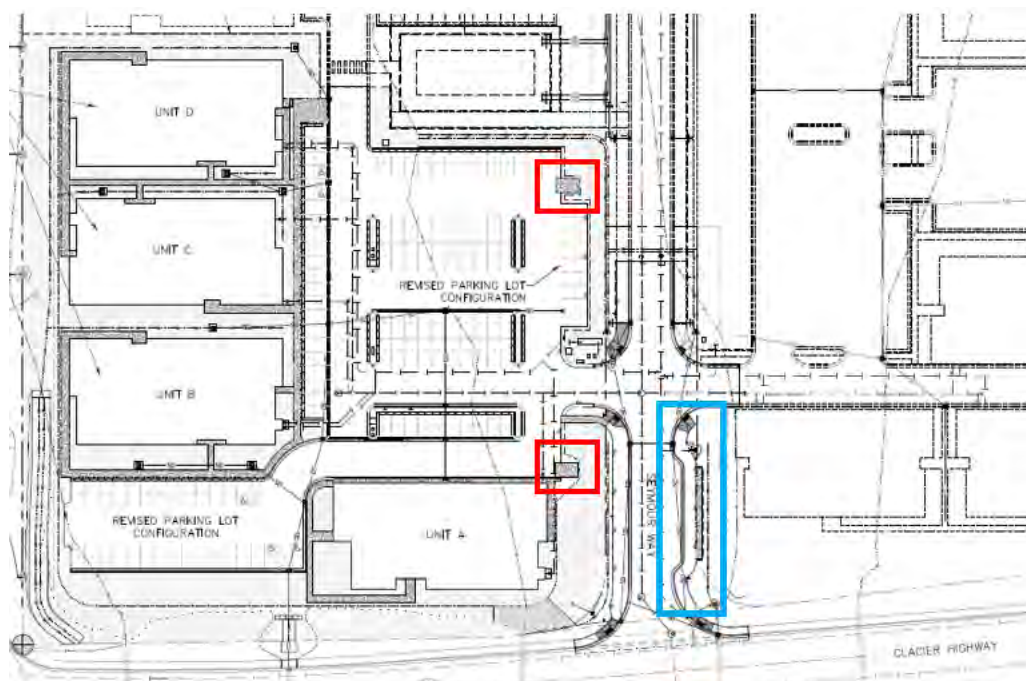 UNIT D
UNIT C
REVISED PARKING LOT
CONFIGURATION
UNIT B
SEYMOUR WAY
REVISED PARKING LOT
CONFIGURATION
UNIT A
GLACIER HIGHWAY